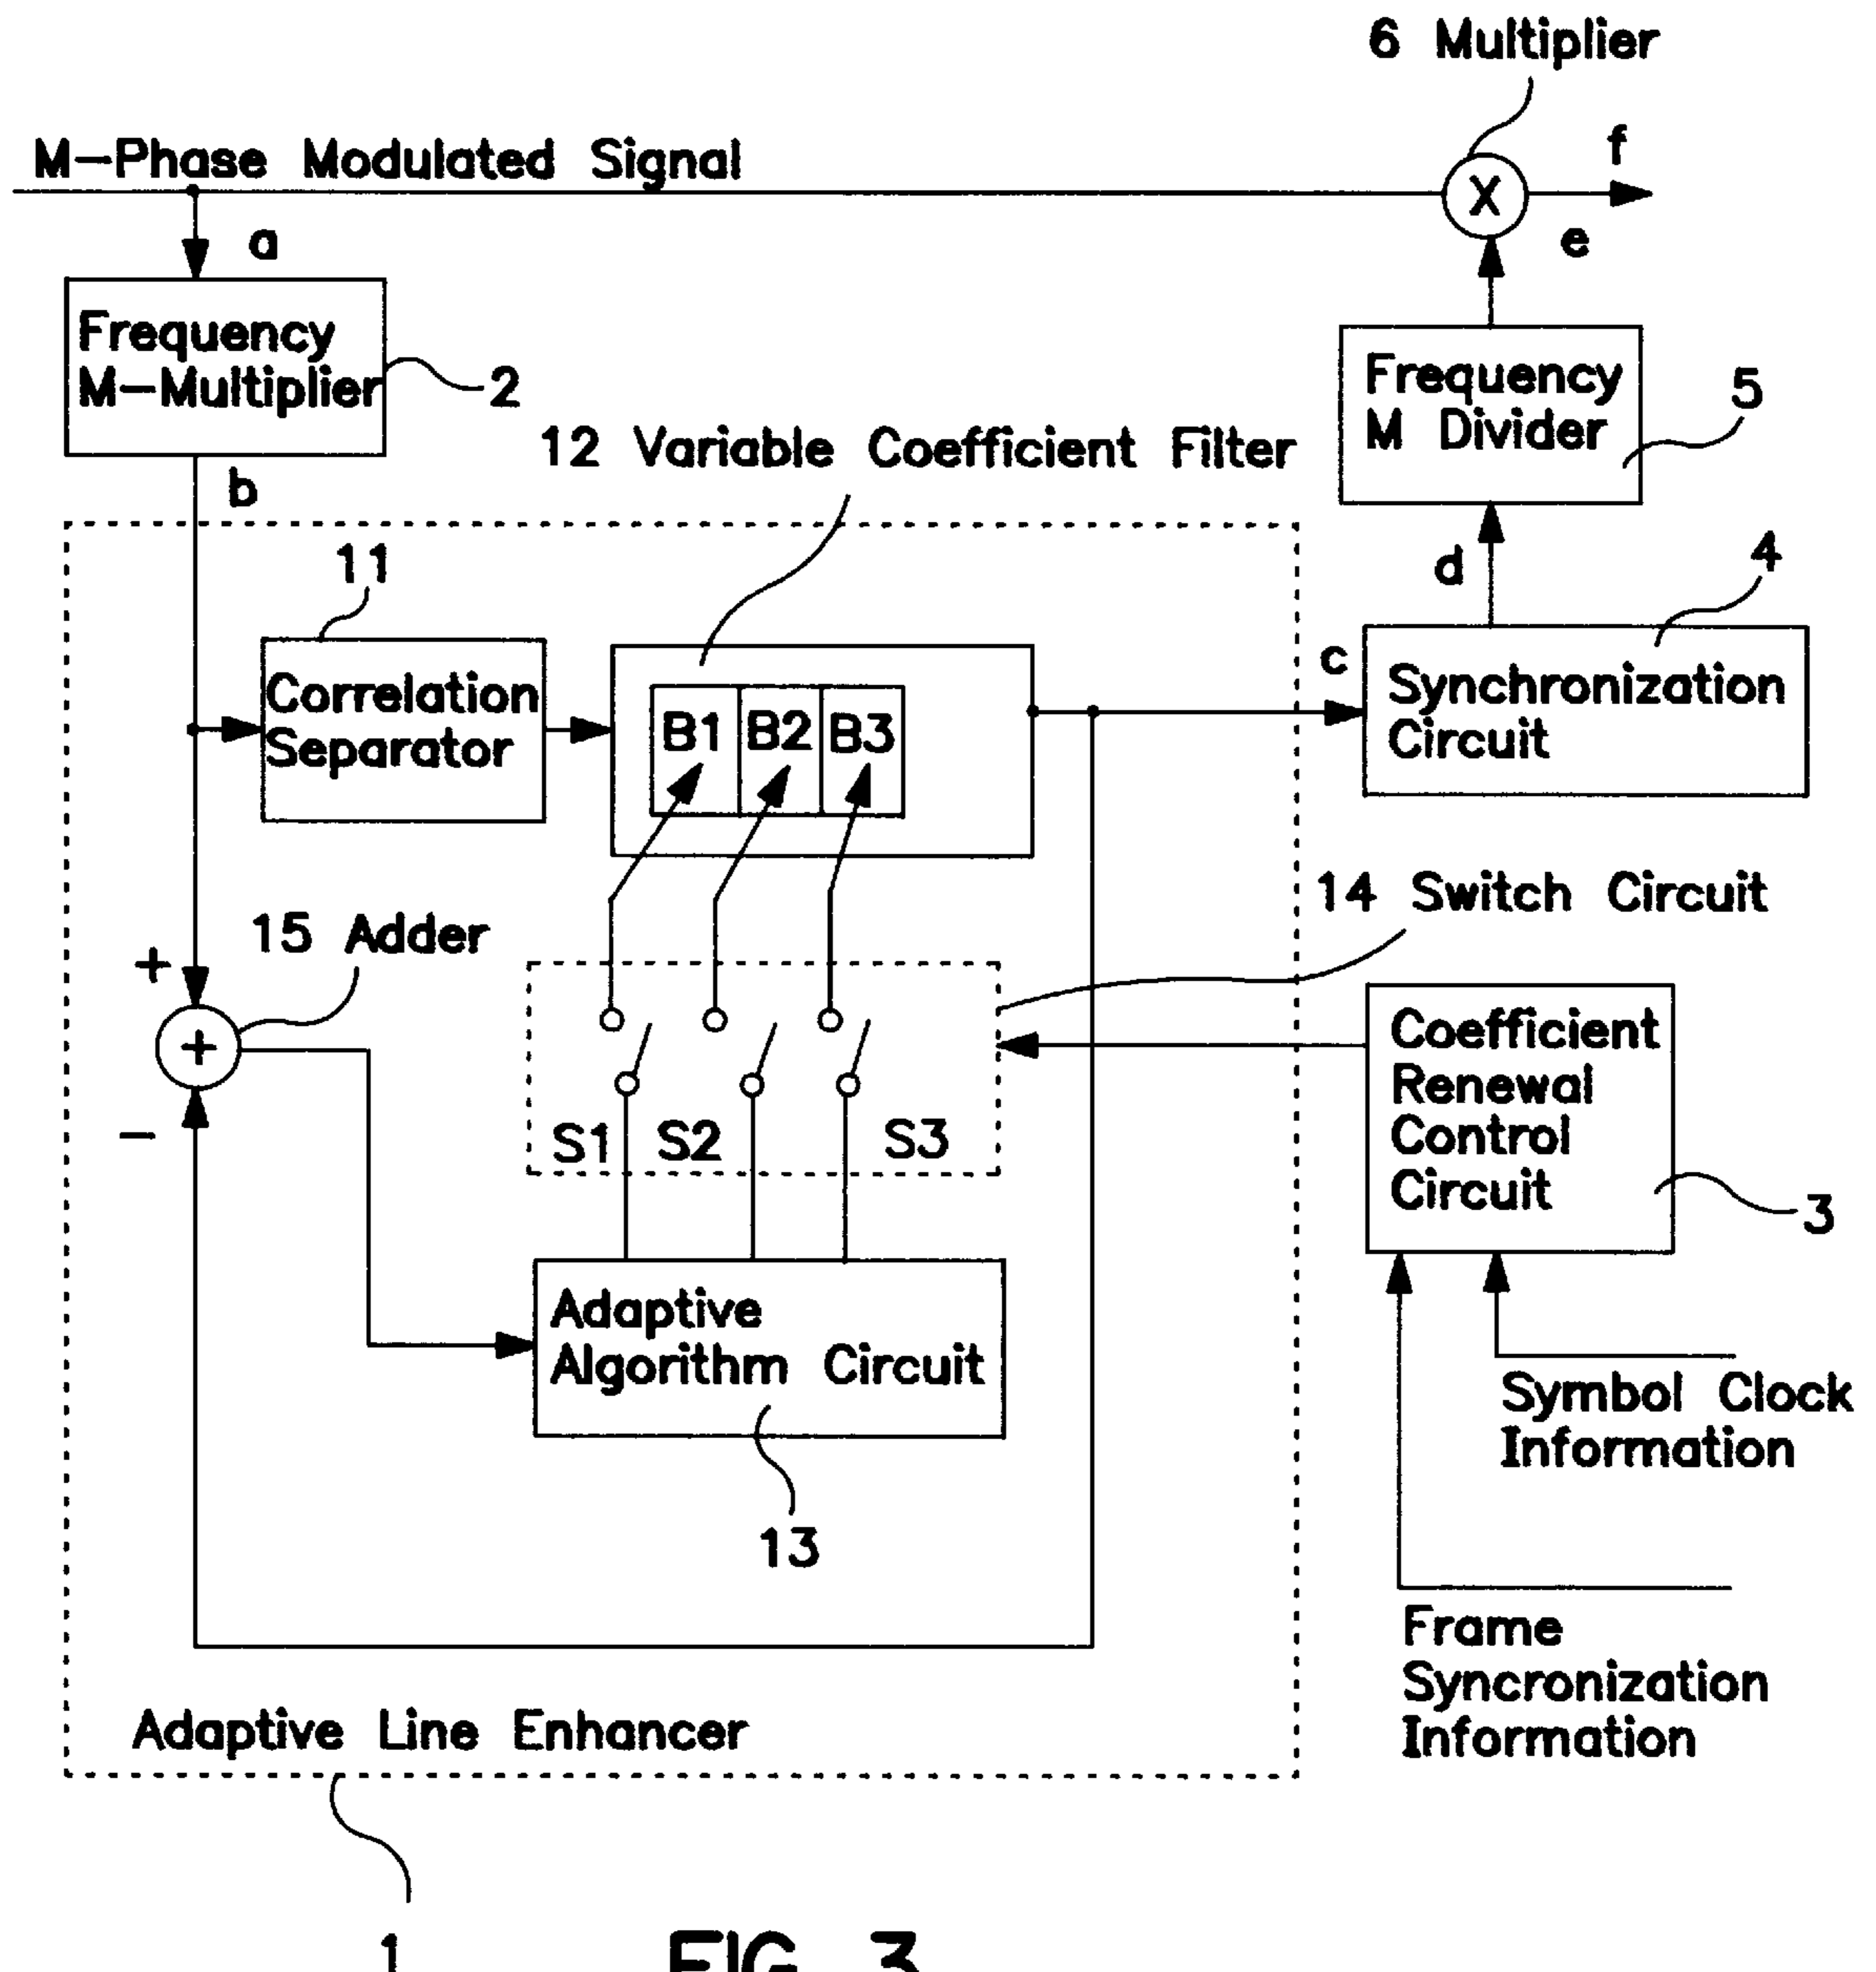 6 Multiplier
M-Phase Modulated Signal
f
X
a
e
Frequency
M-Multiplier
2
Frequency
M Divider
5
12 Variable Coefficient Filter
b
11
d
4
Correlation
Separator
B1 B2 B3
c
Synchronization
Circuit
14 Switch Circuit
15 Adder
+
+
-
S1 S2 S3
Coefficient
Renewal
Control
Circuit
3
Adaptive
Algorithm Circuit
13
Symbol Clock
Information
Frame
Syncronization
Information
Adaptive Line Enhancer
1
FIG. 3